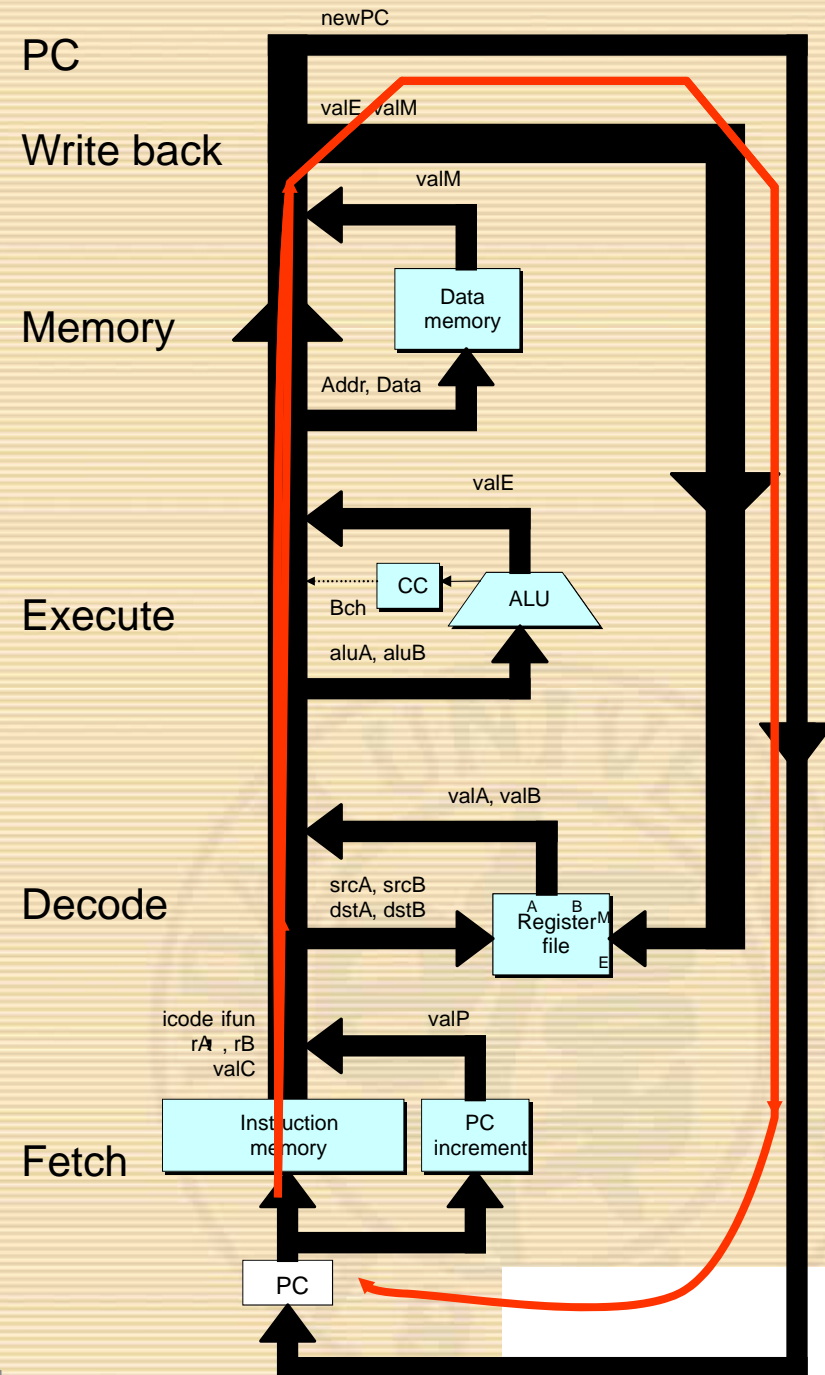 newPC
PC
valE, valM
Write back
valM
Data
memory
Memory
Addr, Data
valE
CC
ALU
Bch
Execute
aluA, aluB
valA, valB
srcA, srcB
dstA, dstB
A B
Register
file
M
E
Decode
icode ifun
rA , rB
valC
valP
Instruction
memory
PC
increment
Fetch
PC